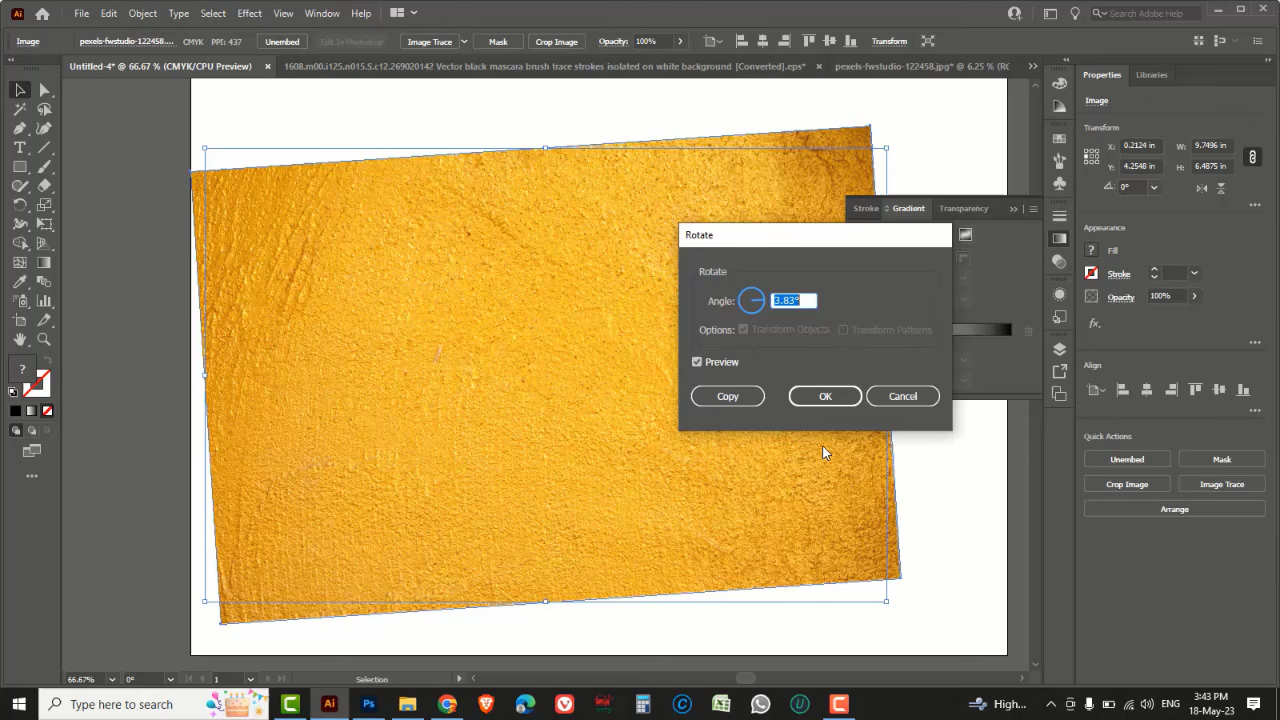 Ai File Edit Object Type Select Effect View Window Help Search Adobe Help
Image pexels-fwstudio-122458.... CMYK PPI: 437 Unembed Edit In Photoshop Image Trace Mask Crop Image Opacity: 100% Transform
Untitled-4* @ 66.67 % (CMYK/CPU Preview) × 1608.m00.i125.n015.S.c12.269020142 Vector black mascara brush trace strokes isolated on white background [Converted].eps* × pexels-fwstudio-122458.jpg* @ 6.25 % (RG
Properties Libraries
Image
Transform
X: 0.2124 in W: 9.7496 in
Y: 4.2548 in H: 6.4875 in
0°
Stroke Gradient Transparency
Appearance
? Fill
Stroke
Opacity 100%
fx.
Rotate
Rotate
Angle: 3.83°
Options: Transform Objects Transform Patterns
Preview
Copy OK Cancel
?
Align
Quick Actions
Unembed Mask
Crop Image Image Trace
Arrange
66.67% 0° 1 Selection
Type here to search
C Ai Ps
High... ENG
3:43 PM
18-May-23